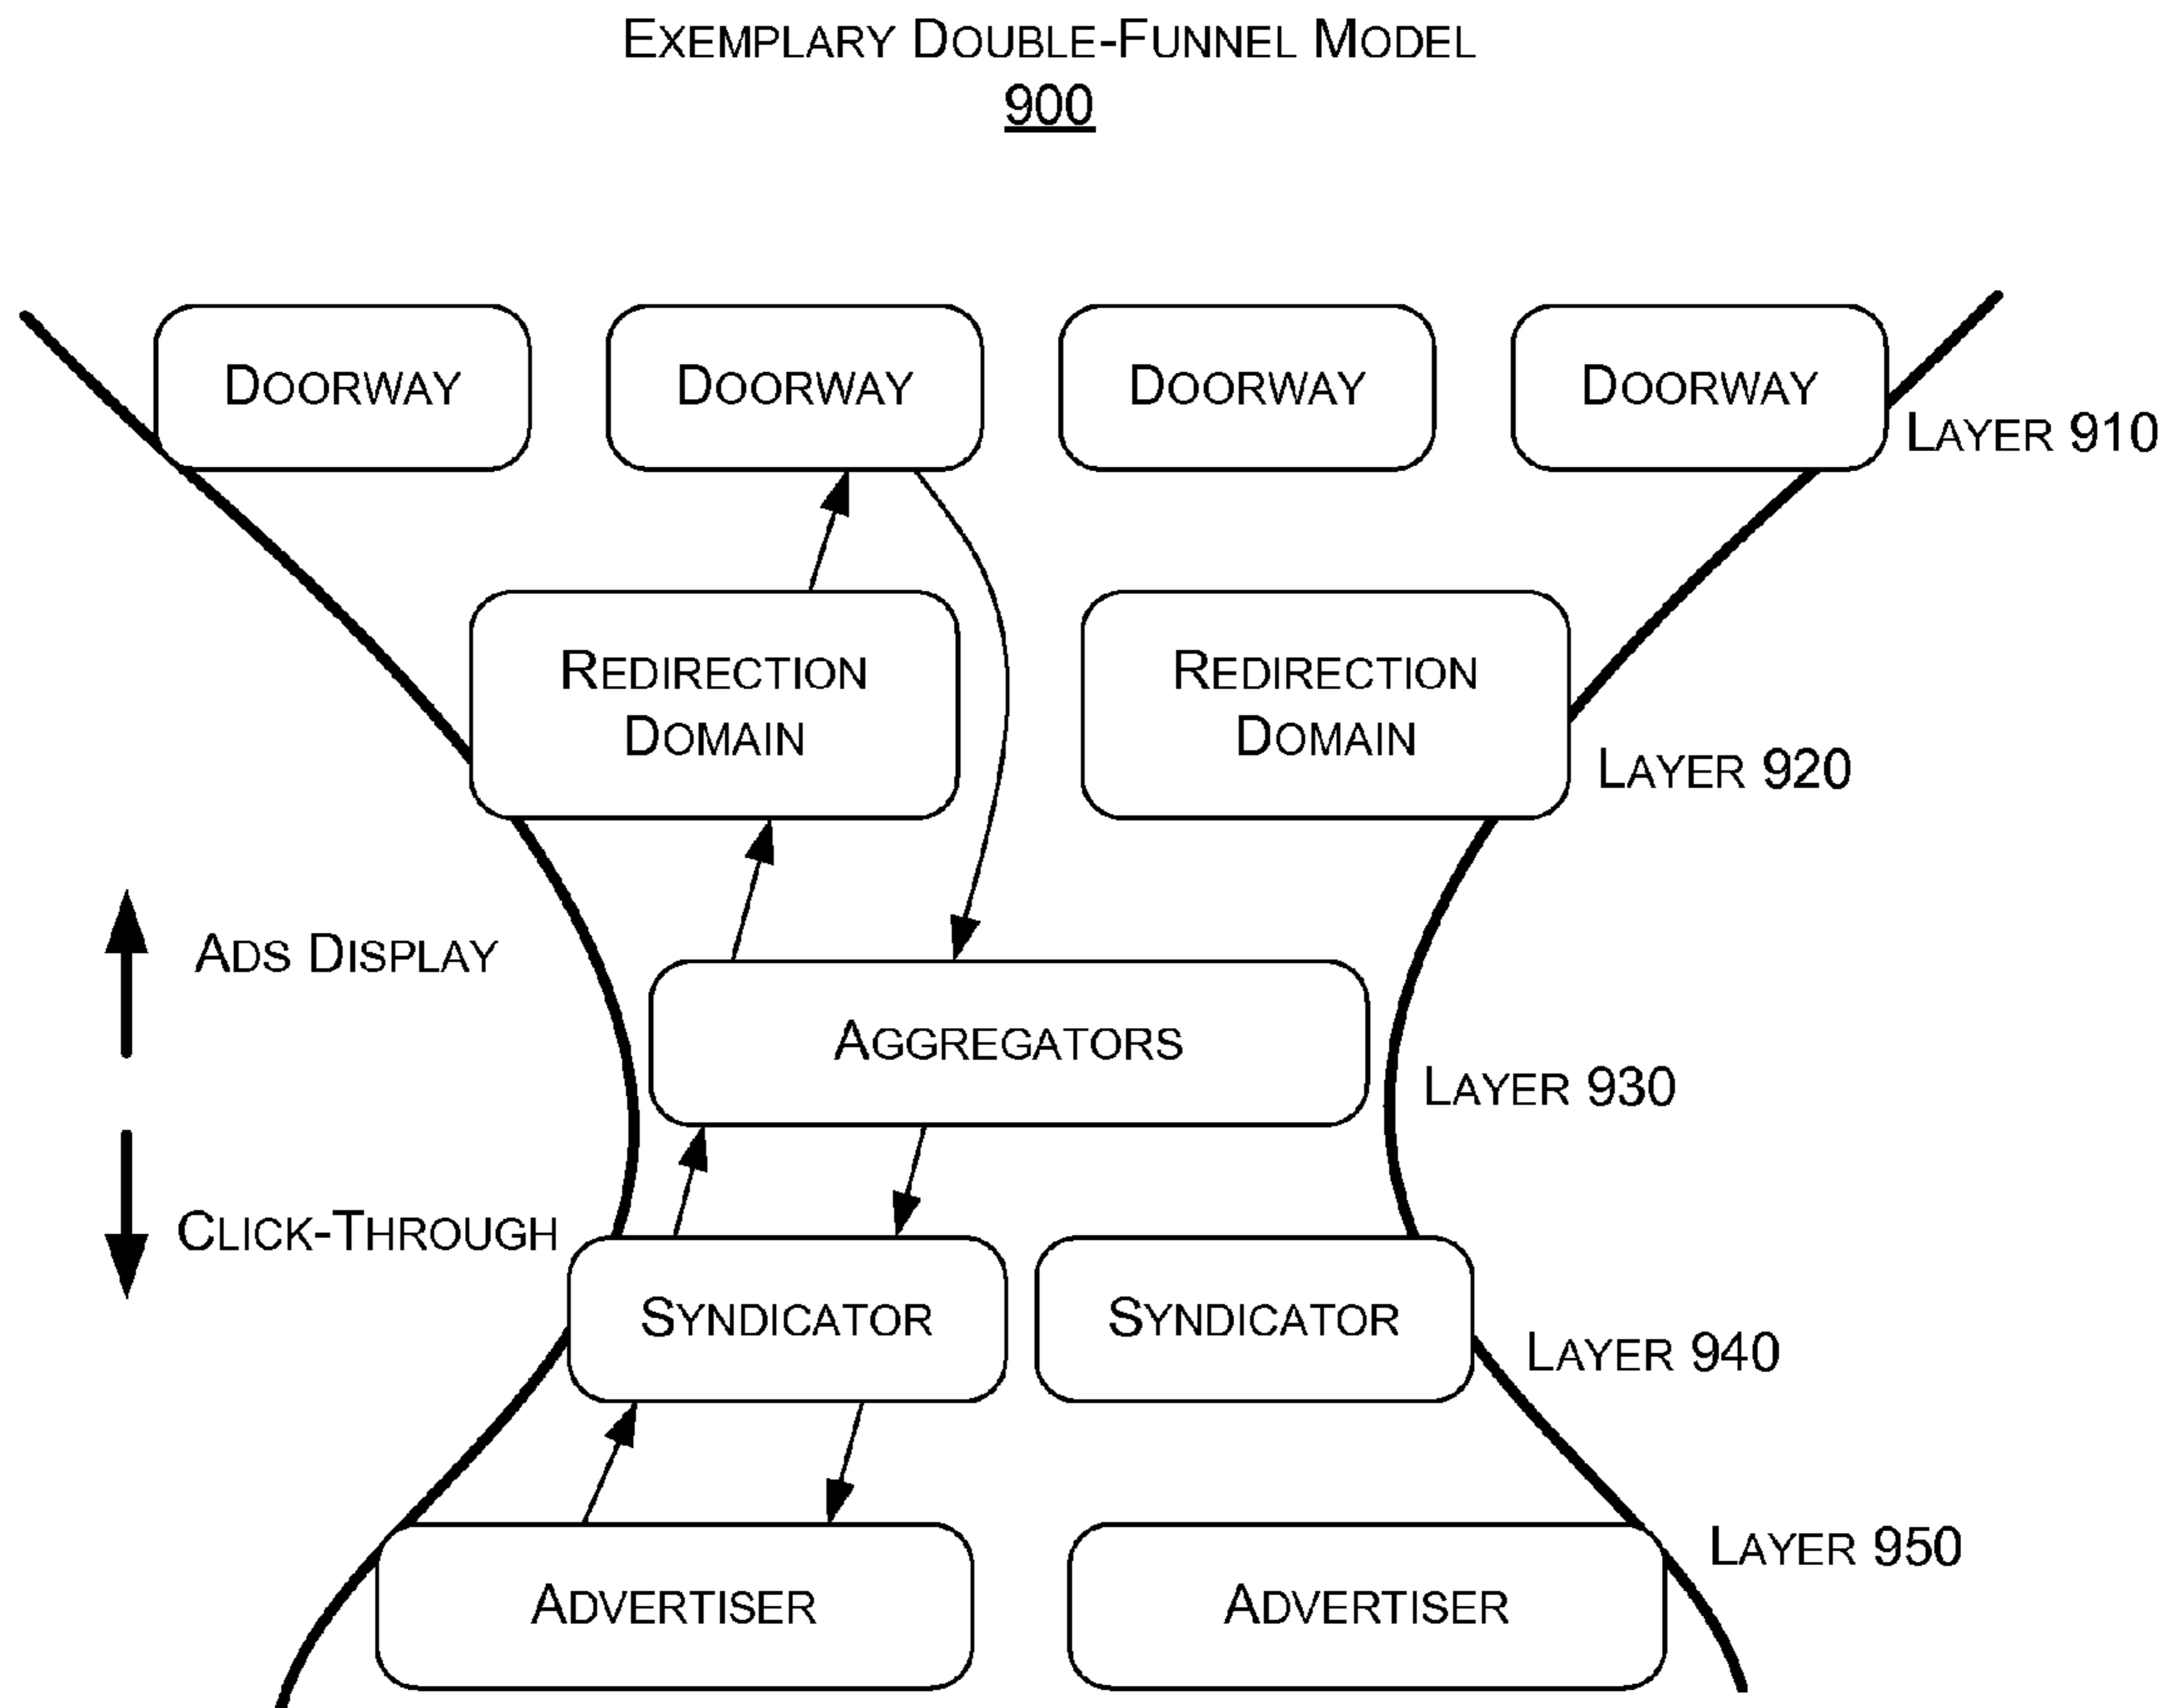 EXEMPLARY DOUBLE-FUNNEL MODEL
900
DOORWAY
DOORWAY
DOORWAY
DOORWAY
LAYER 910
REDIRECTION
DOMAIN
REDIRECTION
DOMAIN
LAYER 920
ADS DISPLAY
AGGREGATORS
LAYER 930
CLICK-THROUGH
SYNDICATOR
SYNDICATOR
LAYER 940
ADVERTISER
ADVERTISER
LAYER 950